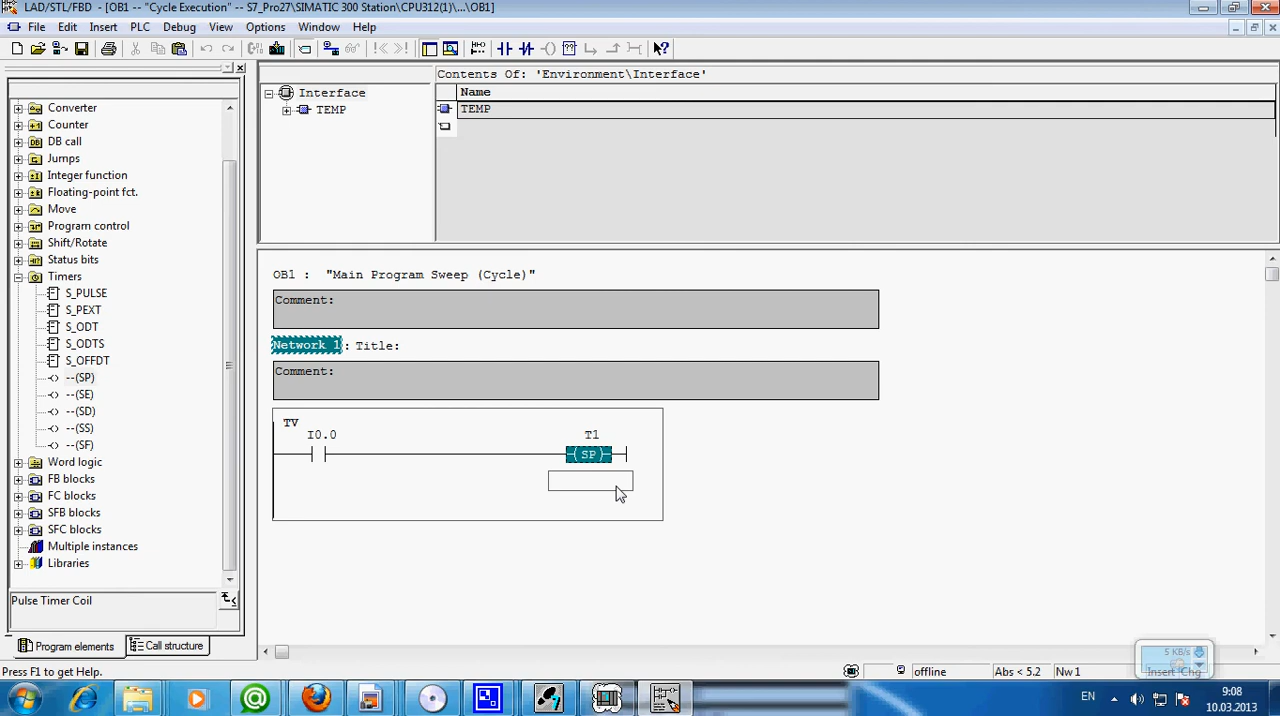 LAD/STL/FBD - [OB1 -- "Cycle Execution" -- S7_Pro27\SIMATIC 300 Station\CPU312(1)\...\OB1]
File Edit Insert PLC Debug View Options Window Help
Contents Of: 'Environment\Interface'
Interface
TEMP
Name
TEMP
Converter
Counter
DB call
Jumps
Integer function
Floating-point fct.
Move
Program control
Shift/Rotate
Status bits
Timers
S_PULSE
S_PEXT
S_ODT
S_ODTS
S_OFFDT
--(SP)
--(SE)
--(SD)
--(SS)
--(SF)
Word logic
FB blocks
FC blocks
SFB blocks
SFC blocks
Multiple instances
Libraries
Pulse Timer Coil
Program elements
Call structure
OB1 : "Main Program Sweep (Cycle)"
Comment:
Network 1: Title:
Comment:
TV
I0.0
T1
(SP)
5 KB/s
Press F1 to get Help.
offline
Abs < 5.2
Nw 1
Insert
Chg
EN
9:08
10.03.2013